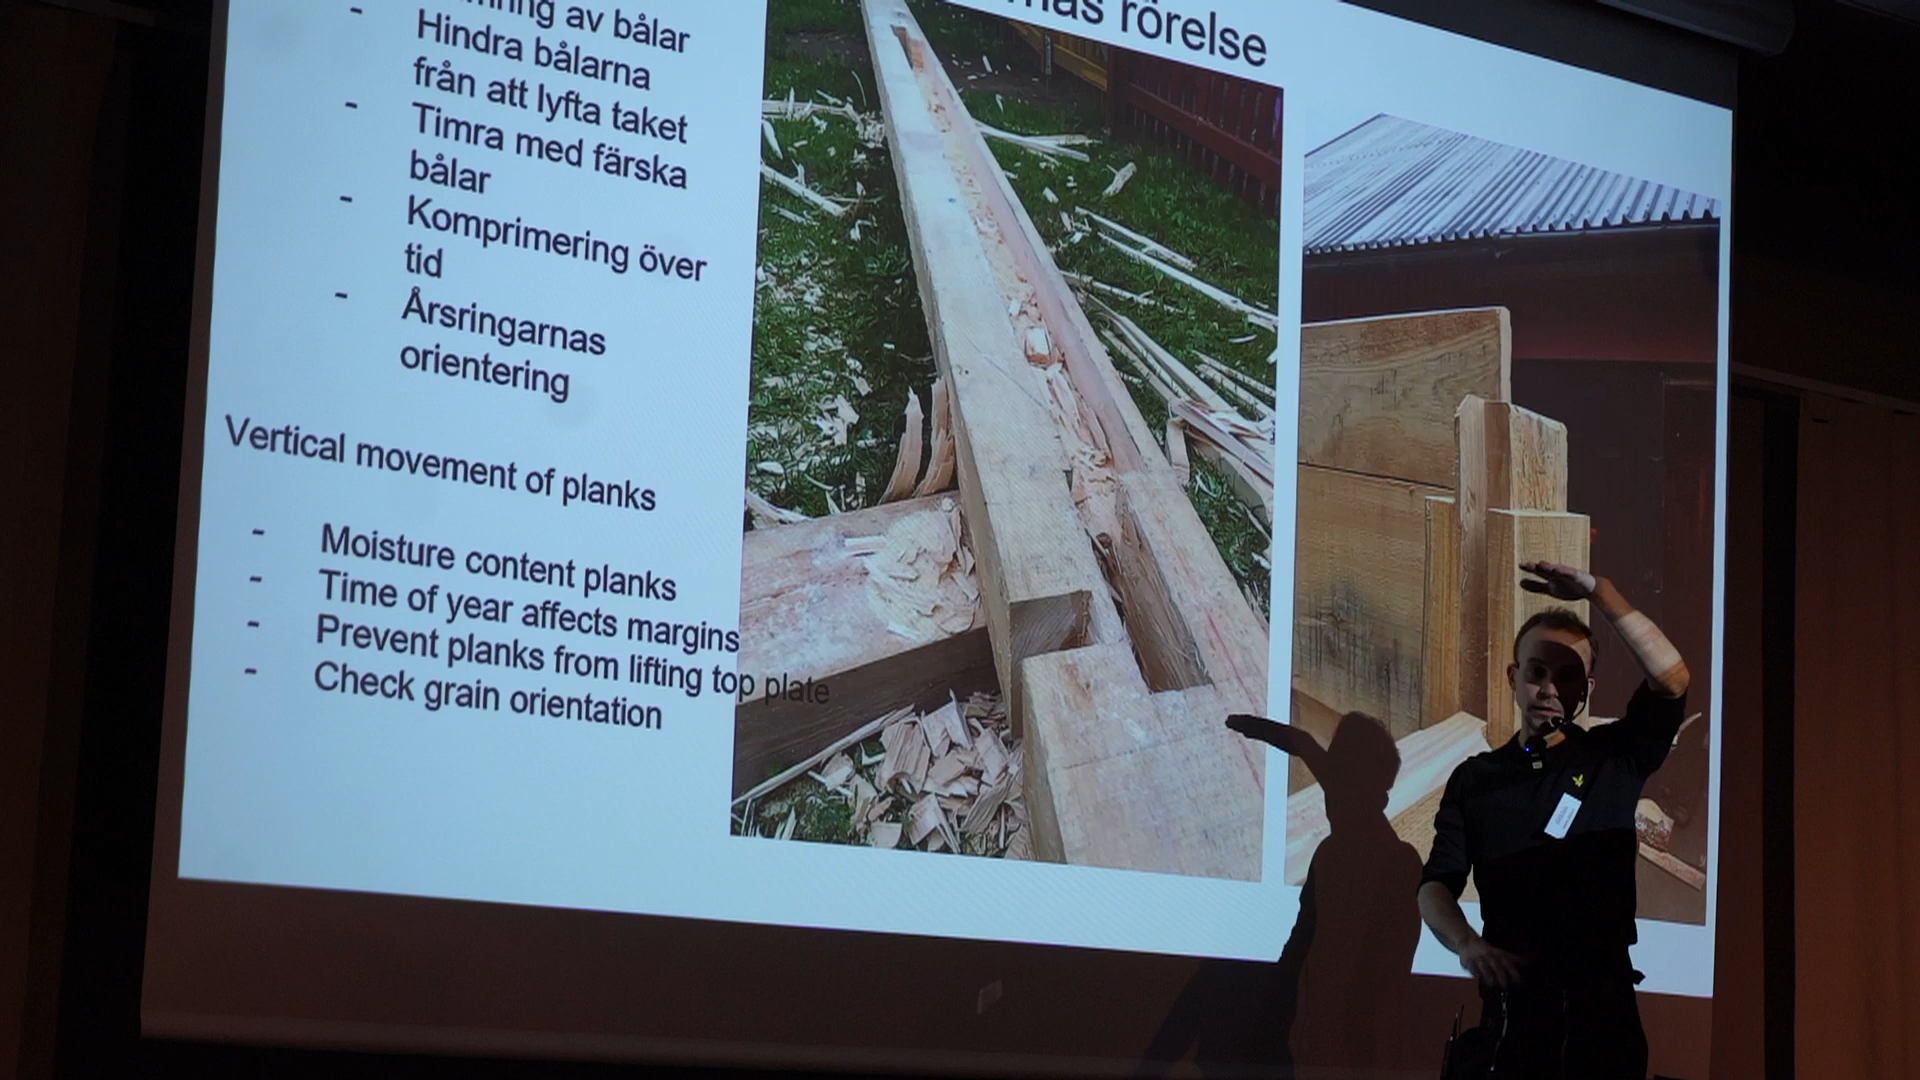 rörelse
av bålar
- Hindra bålarna
från att lyfta taket
- Timra med färska
bålar
- Komprimering över
tid
- Årsringarnas
orientering
Vertical movement of planks
- Moisture content planks
- Time of year affects margins
- Prevent planks from lifting top plate
- Check grain orientation